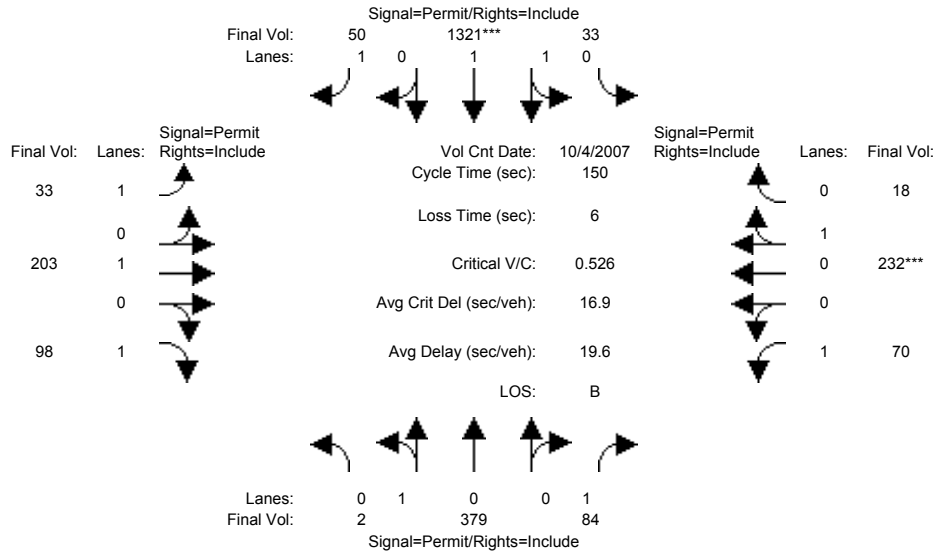 Signal=Permit/Rights=Include
Final Vol: 50 1321*** 33
Lanes: 1 0 1 1 0
Signal=Permit
Final Vol: Lanes: Rights=Include
Vol Cnt Date: 10/4/2007
Signal=Permit
Rights=Include Lanes: Final Vol:
Cycle Time (sec): 150
33 1
0 18
Loss Time (sec): 6
0
1
203 1
Critical V/C: 0.526
0 232***
0
Avg Crit Del (sec/veh): 16.9
0
98 1
Avg Delay (sec/veh): 19.6
1 70
LOS: B
Lanes: 0 1 0 0 1
Final Vol: 2 379 84
Signal=Permit/Rights=Include